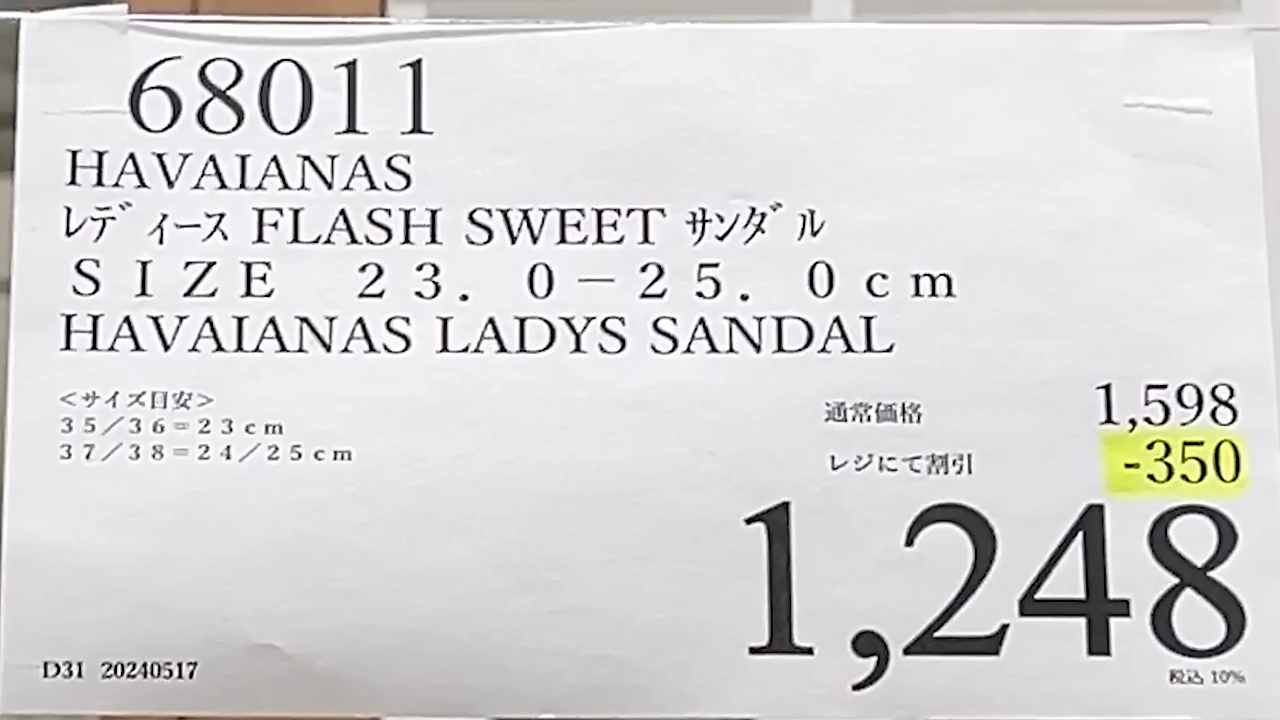 68011
HAVAIANAS
ﾚﾃﾞｨｰｽ FLASH SWEET ｻﾝﾀﾞﾙ
ＳＩＺＥ　２３．０－２５．０ｃｍ
HAVAIANAS LADYS SANDAL
＜サイズ目安＞
３５／３６＝２３ｃｍ
３７／３８＝２４／２５ｃｍ
通常価格 1,598
レジにて割引 -350
1,248
税込 10%
D31 20240517